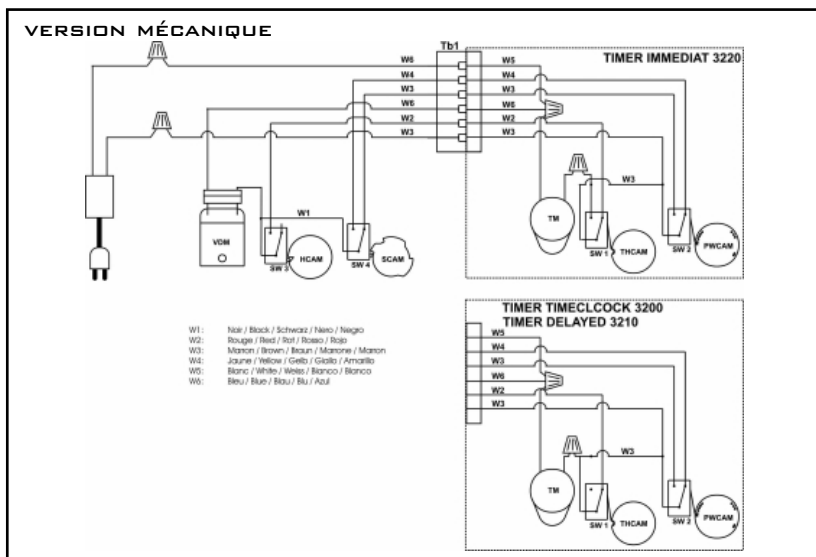 VERSION MÉCANIQUE
Tb1
TIMER IMMEDIAT 3220
W6
W4
W3
W6
W2
W3
W5
W4
W3
W6
W2
W3
W3
TM
SW 1
THCAM
SW 2
PWCAM
W1
VDM
SW 3
HCAM
SW 4
SCAM
TIMER TIMECLCOCK 3200
TIMER DELAYED 3210
W5
W4
W3
W6
W2
W3
W3
TM
SW 1
THCAM
SW 2
PWCAM
W1: Noir / Black / Schwarz / Nero / Negro
W2: Rouge / Red / Rot / Rosso / Rojo
W3: Marron / Brown / Braun / Marrone / Marron
W4: Jaune / Yellow / Gelb / Gialla / Amarillo
W5: Blanc / White / Weiss / Bianco / Blanco
W6: Bleu / Blue / Blau / Blu / Azul